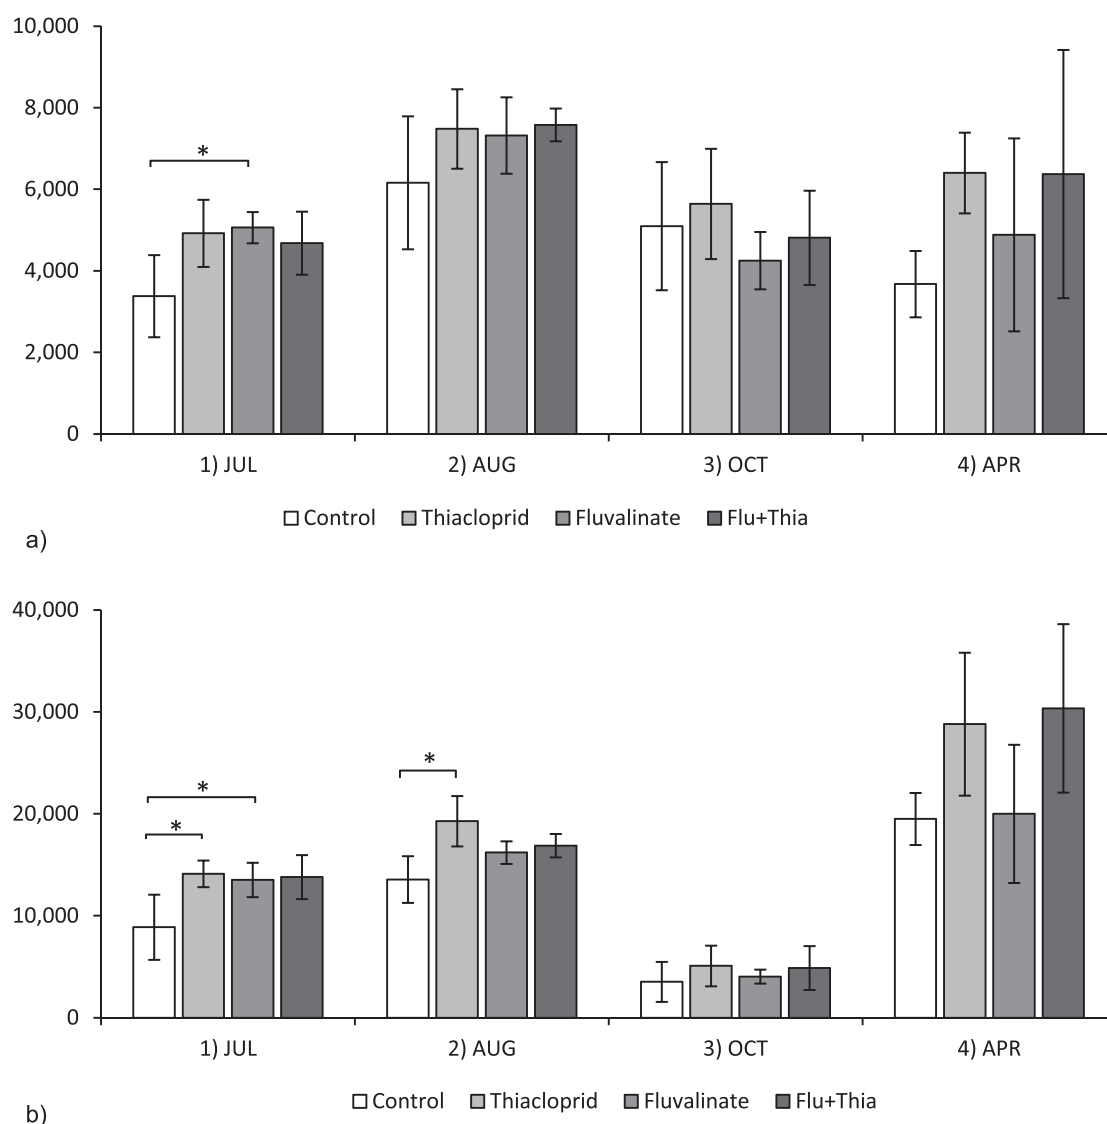 10,000
8,000
*
6,000
4,000
2,000
0
1) JUL 2) AUG 3) OCT 4) APR
Control Thiacloprid Fluvalinate Flu+Thia
a)
40,000
30,000
*
*
20,000
*
10,000
0
1) JUL 2) AUG 3) OCT 4) APR
Control Thiacloprid Fluvalinate Flu+Thia
b)